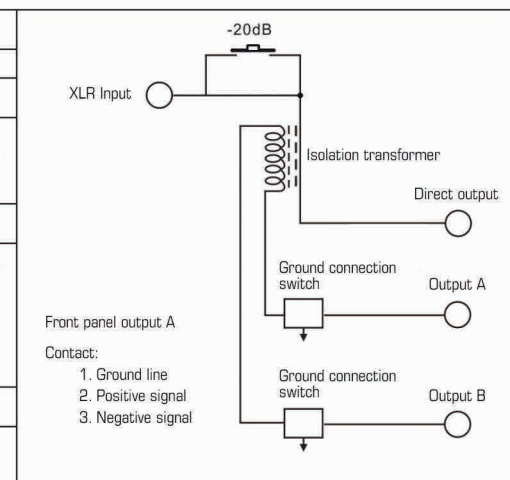 -20dB
XLR Input
Isolation transformer
Direct output
Ground connection
switch
Output A
Front panel output A
Contact:
1. Ground line
2. Positive signal
3. Negative signal
Ground connection
switch
Output B